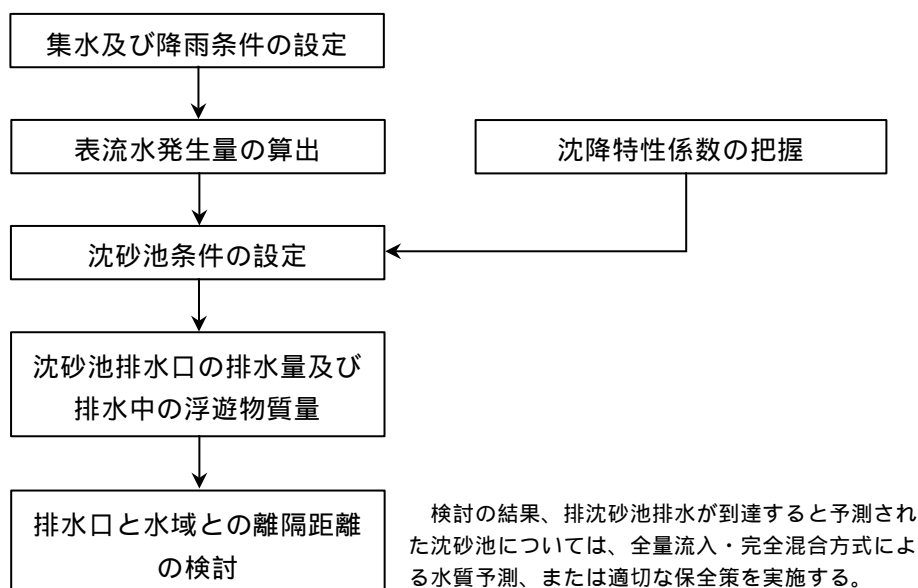 集水及び降雨条件の設定
表流水発生量の算出
沈降特性係数の把握
沈砂池条件の設定
沈砂池排水口の排水量及び
排水中の浮遊物質量
排水口と水域との離隔距離
の検討
検討の結果、排沈砂池排水が到達すると予測され
た沈砂池については、全量流入・完全混合方式によ
る水質予測、または適切な保全策を実施する。